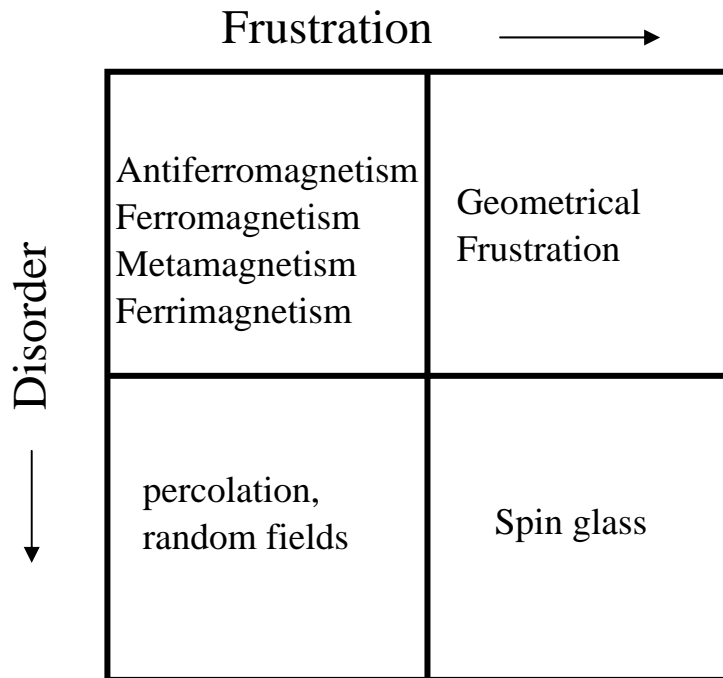 Frustration
Disorder
Antiferromagnetism
Ferromagnetism
Metamagnetism
Ferrimagnetism
Geometrical
Frustration
percolation,
random fields
Spin glass